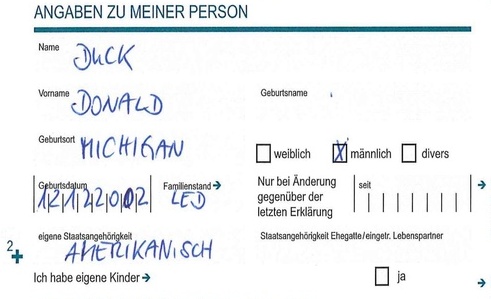 ANGABEN ZU MEINER PERSON
Name
DUCK
Vorname
DONALD
Geburtsname
Geburtsort
MICHIGAN
weiblich X männlich divers
Geburtsdatum Familienstand → Nur bei Änderung gegenüber der letzten Erklärung seit →
LED
eigene Staatsangehörigkeit Staatsangehörigkeit Ehegatte/eingetr. Lebenspartner
2
AMERIKANISCH
Ich habe eigene Kinder → ja →